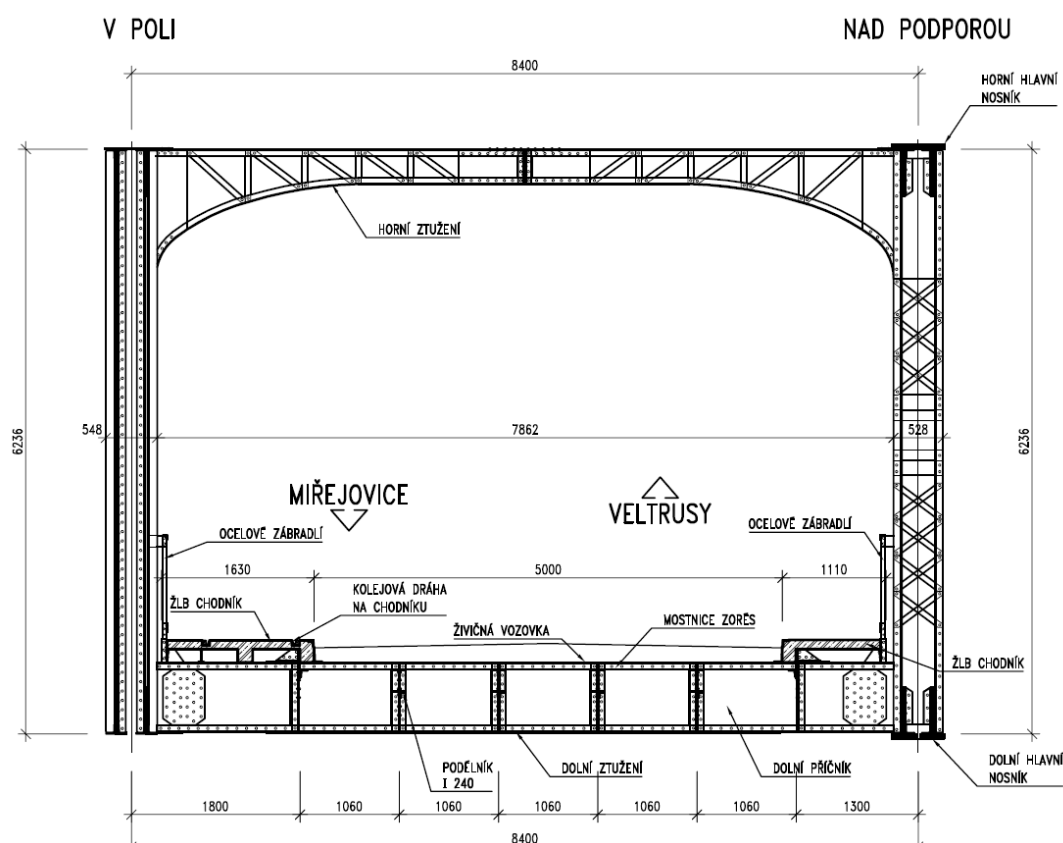 V POLI
NAD PODPOROU
8400
HORNÍ HLAVNÍ
NOSNÍK
HORNÍ ZTUŽENÍ
6236
548
7862
528
6236
MIŘEJOVICE
VELTRUSY
OCELOVÉ ZÁBRADLÍ
OCELOVÉ ZÁBRADLÍ
1630
5000
1110
ŽLB CHODNÍK
KOLEJOVÁ DRÁHA
NA CHODNÍKU
ŽIVIČNÁ VOZOVKA
MOSTNICE ZORÈS
ŽLB CHODNÍK
PODÉLNÍK
I 240
DOLNÍ ZTUŽENÍ
DOLNÍ PŘÍČNÍK
DOLNÍ HLAVNÍ
NOSNÍK
1800
1060
1060
1060
1060
1060
1300
8400